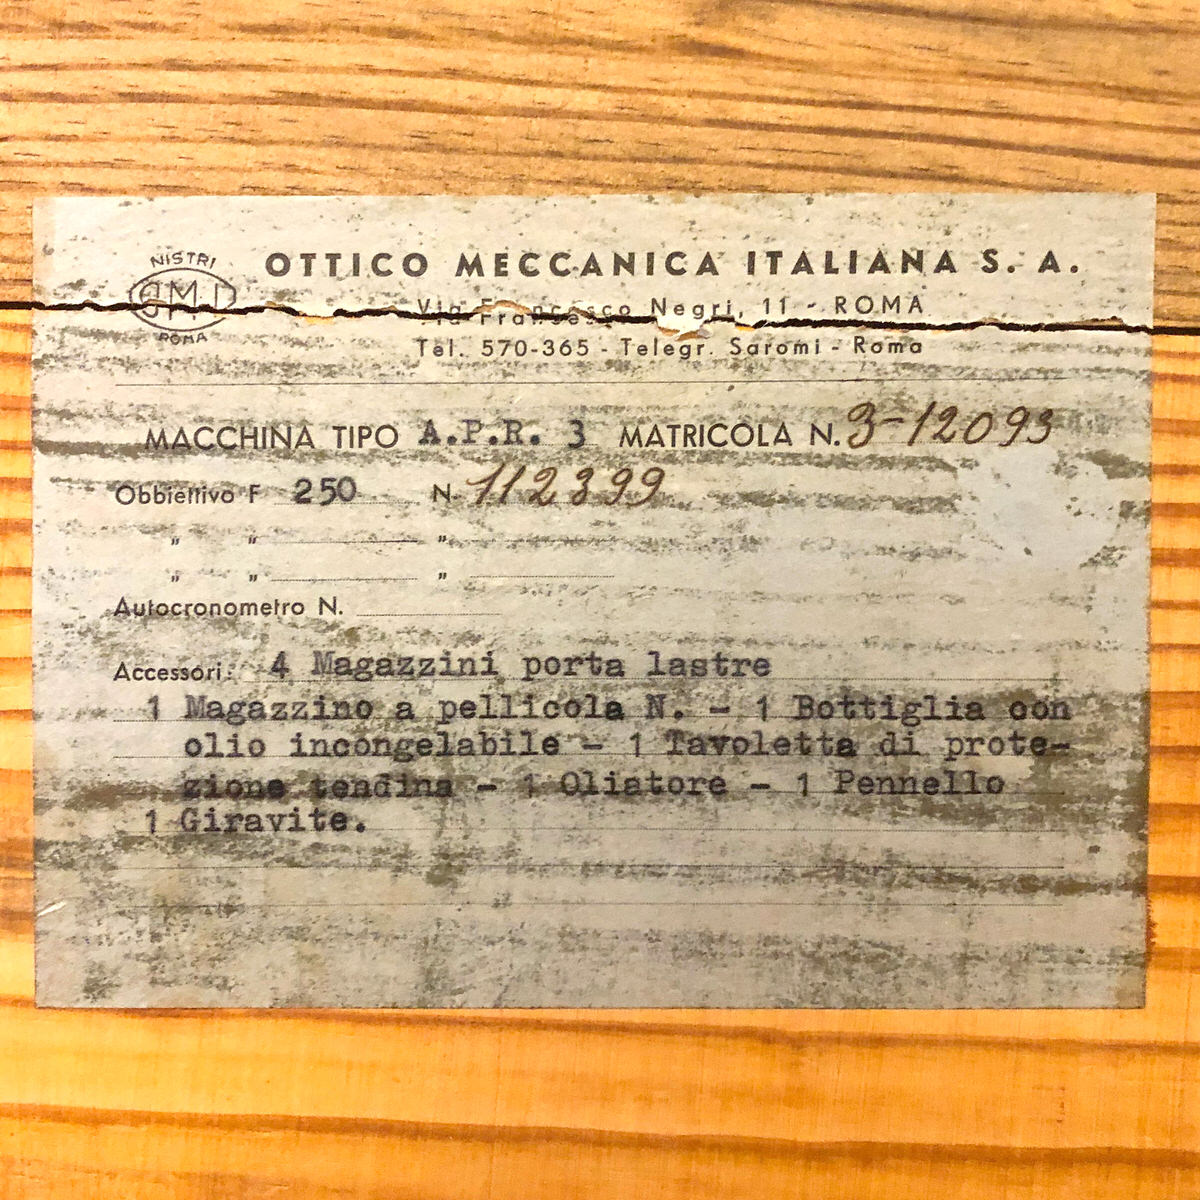 NISTRI
OMI
ROMA
OTTICO MECCANICA ITALIANA S. A.
Via Francesco Negri, 11 - ROMA
Tel. 570-365 - Telegr. Saromi - Roma
MACCHINA TIPO A.P.R. 3 MATRICOLA N. 3-12093
Obbiettivo F 250 N. 112399
" " "
" " "
Autocronometro N.
Accessori: 4 Magazzini porta lastre
1 Magazzino a pellicola N. - 1 Bottiglia con
olio incongelabile - 1 Tavoletta di prote-
zione tendina - 1 Oliatore - 1 Pennello
1 Giravite.